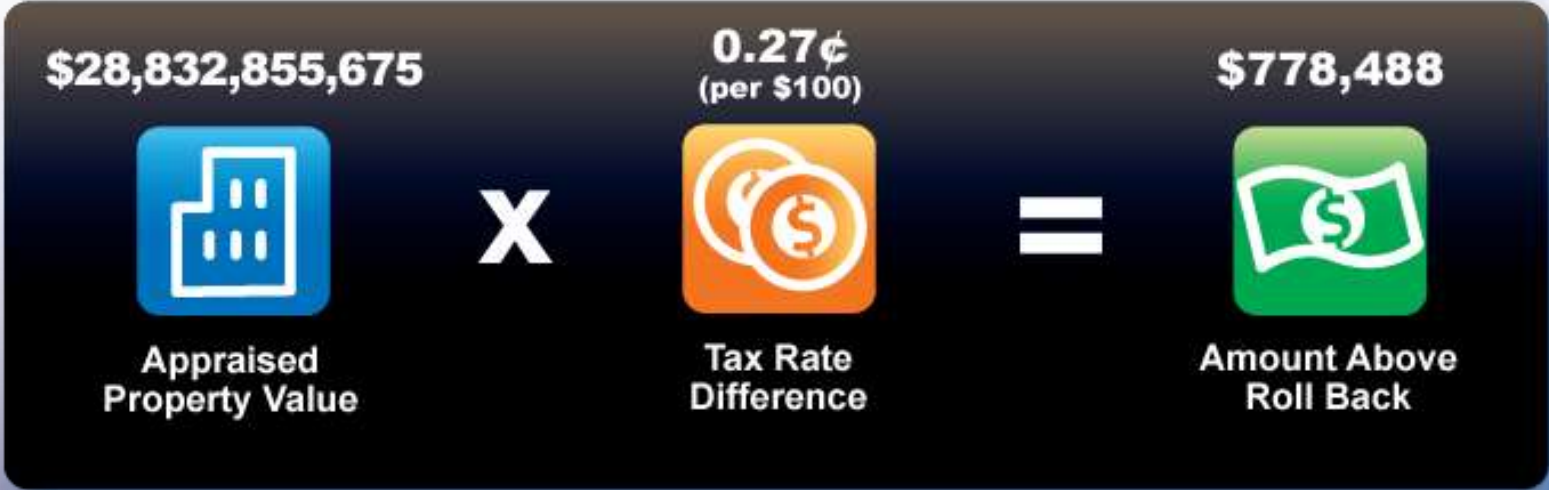 $28,832,855,675
0.27¢
(per $100)
$778,488
x
=
Appraised
Property Value
Tax Rate
Difference
Amount Above
Roll Back